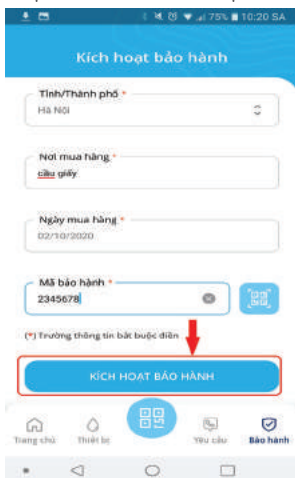 75% 10:20 SA
Kích hoạt bảo hành
Tỉnh/Thành phố *
Hà Nội
Nơi mua hàng *
cầu giấy
Ngày mua hàng *
02/10/2020
Mã bảo hành *
2345678
(*) Trường thông tin bắt buộc điền
KÍCH HOẠT BẢO HÀNH
Trang chủ Thiết bị Yêu cầu Bảo hành